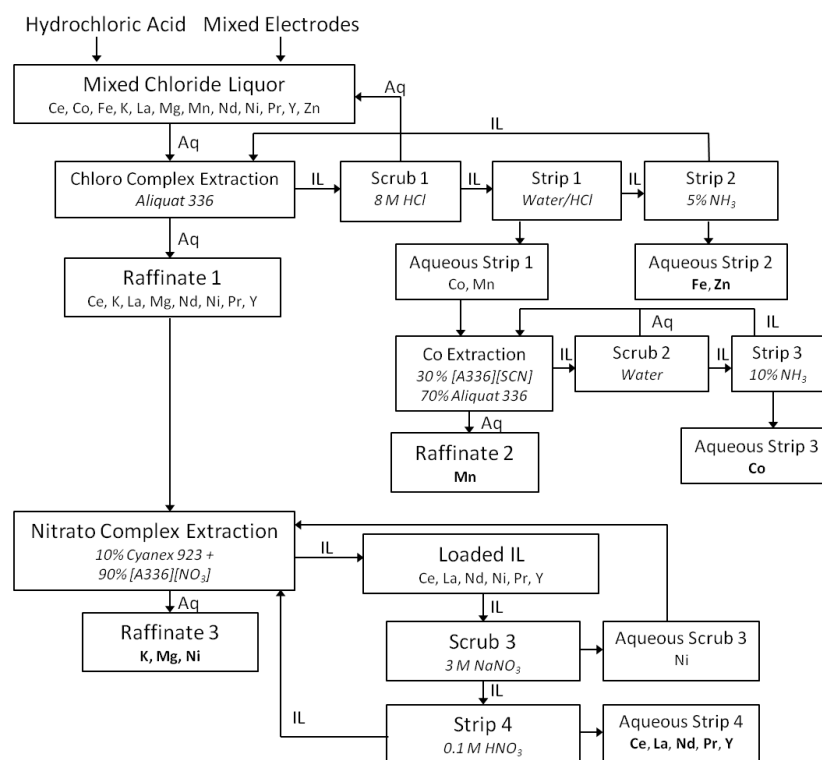 Hydrochloric Acid
Mixed Electrodes
Mixed Chloride Liquor
Ce, Co, Fe, K, La, Mg, Mn, Nd, Ni, Pr, Y, Zn
Aq
Aq
IL
Chloro Complex Extraction
Aliquat 336
IL
Scrub 1
8 M HCl
IL
Strip 1
Water/HCl
IL
Strip 2
5% NH₃
Aq
Raffinate 1
Ce, K, La, Mg, Nd, Ni, Pr, Y
Aqueous Strip 1
Co, Mn
Aqueous Strip 2
Fe, Zn
Aq
IL
Co Extraction
30 % [A336][SCN]
70% Aliquat 336
IL
Scrub 2
Water
IL
Strip 3
10% NH₃
Aq
Raffinate 2
Mn
Aqueous Strip 3
Co
Nitrato Complex Extraction
10% Cyanex 923 +
90% [A336][NO₃]
IL
Loaded IL
Ce, La, Nd, Ni, Pr, Y
Aq
IL
Raffinate 3
K, Mg, Ni
Scrub 3
3 M NaNO₃
Aqueous Scrub 3
Ni
IL
IL
Strip 4
0.1 M HNO₃
Aqueous Strip 4
Ce, La, Nd, Pr, Y